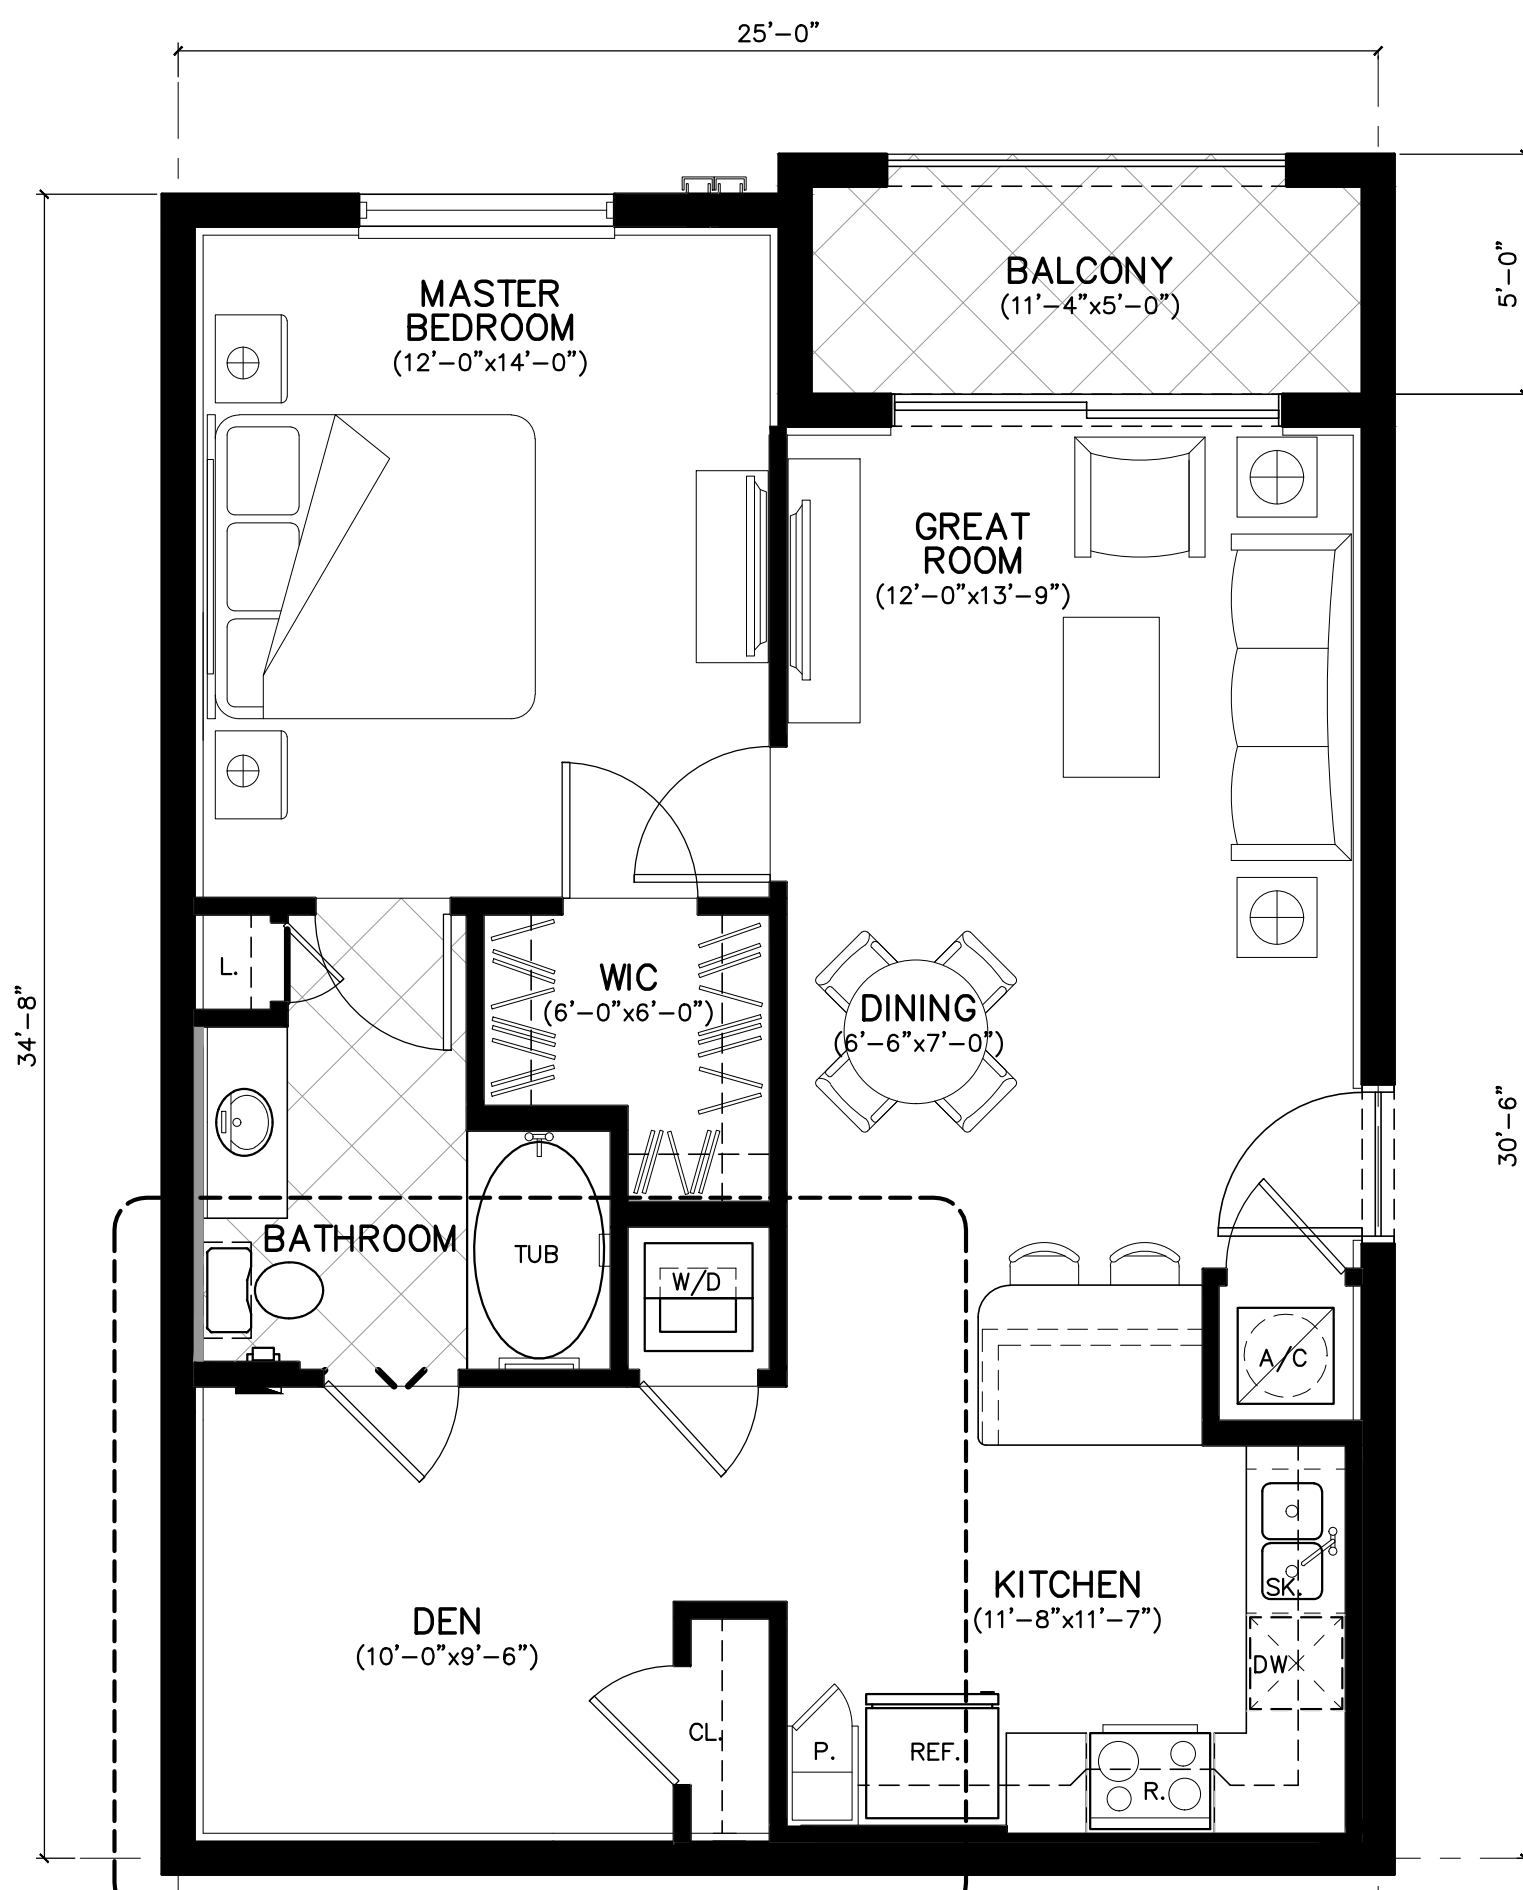 25'-0"
BALCONY
(11'-4"x5'-0")
5'-0"
MASTER
BEDROOM
(12'-0"x14'-0")
GREAT
ROOM
(12'-0"x13'-9")
L.
WIC
(6'-0"x6'-0")
DINING
(6'-6"x7'-0")
34'-8"
30'-6"
BATHROOM
TUB
W/D
A/C
KITCHEN
(11'-8"x11'-7")
SK.
DW
DEN
(10'-0"x9'-6")
CL.
P.
REF.
R.